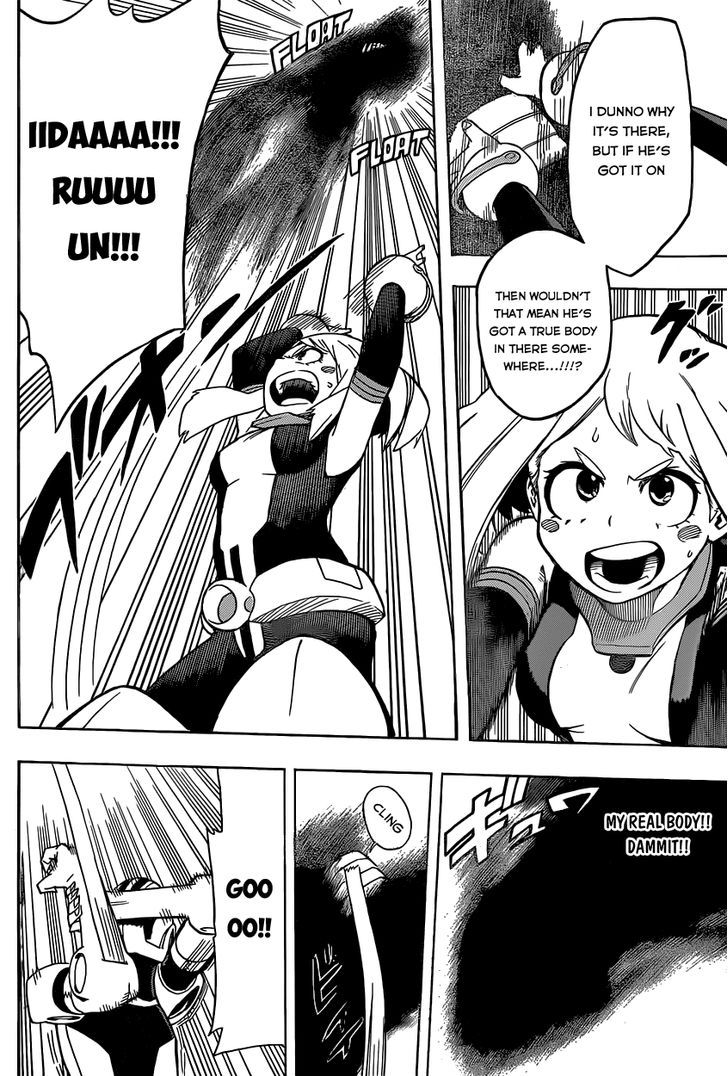 I DUNNO WHY
IT'S THERE,
BUT IF HE'S
GOT IT ON
THEN WOULDN'T
THAT MEAN HE'S
GOT A TRUE BODY
IN THERE SOME-
WHERE...!!!?
FLOAT
FLOAT
IIDAAAA!!!
RUUUU
UN!!!
MY REAL BODY!!
DAMMIT!!
CLING
GOO
OO!!